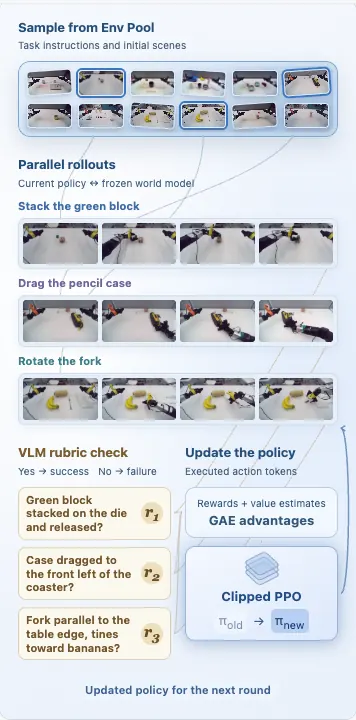 Sample from Env Pool
Task instructions and initial scenes
Parallel rollouts
Current policy ↔ frozen world model
Stack the green block
Drag the pencil case
Rotate the fork
VLM rubric check
Yes → success No → failure
Green block
stacked on the die
and released?
r1
Case dragged to
the front left of the
coaster?
r2
Fork parallel to the
table edge, tines
toward bananas?
r3
Update the policy
Executed action tokens
Rewards + value estimates
GAE advantages
Clipped PPO
πold → πnew
Updated policy for the next round